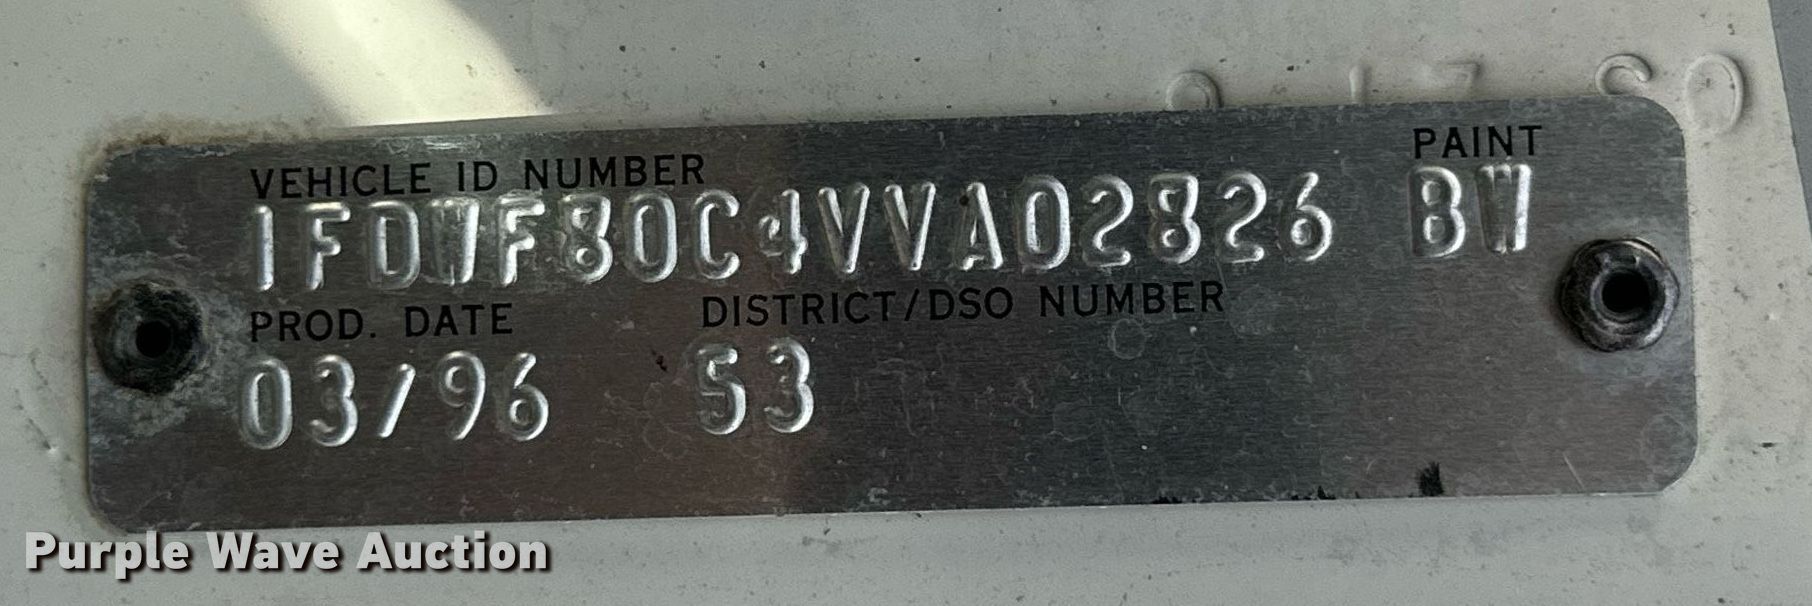 PAINT
VEHICLE ID NUMBER
1FDWF80C4VVA02826 BW
PROD. DATE DISTRICT/DSO NUMBER
03/96 53
Purple Wave Auction